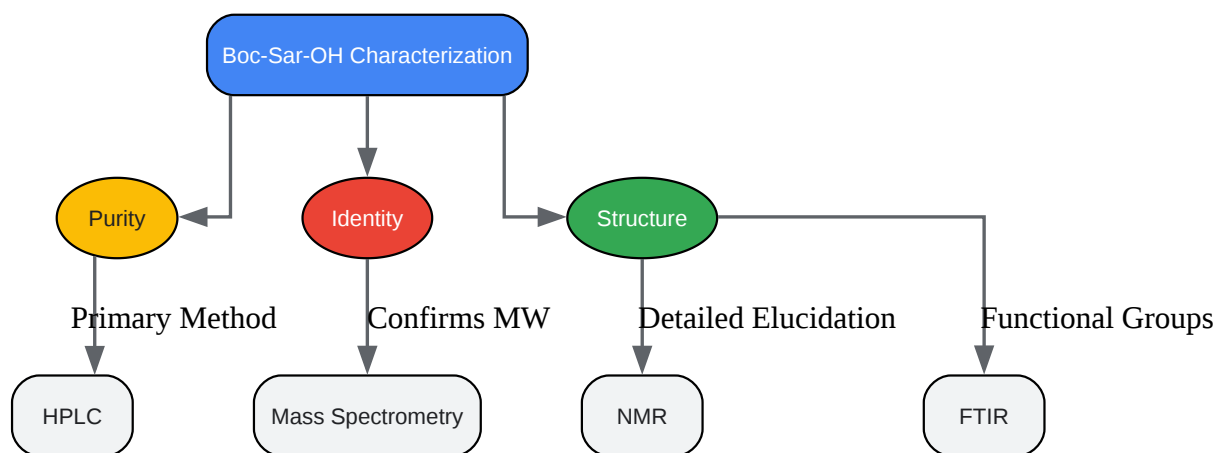 Boc-Sar-OH Characterization
Purity
Identity
Structure
Primary Method
Confirms MW
Detailed Elucidation
Functional Groups
HPLC
Mass Spectrometry
NMR
FTIR